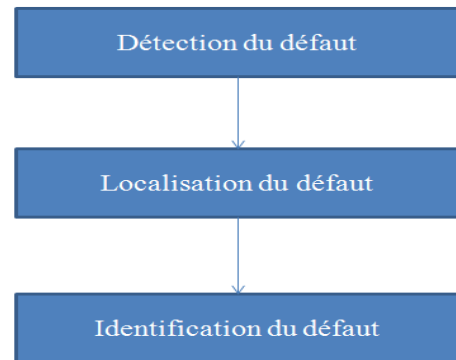 Détection du défaut
Localisation du défaut
Identification du défaut